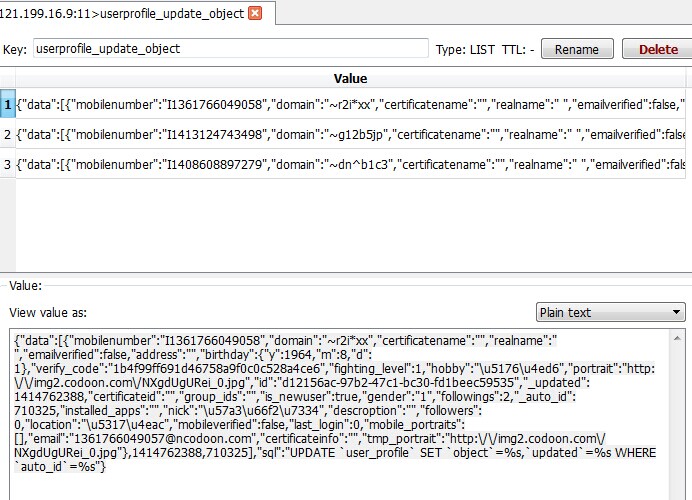 121.199.16.9:11>userprofile_update_object
Key: userprofile_update_object Type: LIST TTL: - Rename Delete
Value
1 {"data":[{"mobilenumber":"I1361766049058","domain":"~r2i*xx","certificatename":"","realname":" ","emailverified":false,"
2 {"data":[{"mobilenumber":"I1413124743498","domain":"~g12b5jp","certificatename":"","realname":" ","emailverified":fals
3 {"data":[{"mobilenumber":"I1408608897279","domain":"~dn^b1c3","certificatename":"","realname":" ","emailverified":fals
Value:
View value as: Plain text
{"data":[{"mobilenumber":"I1361766049058","domain":"~r2i*xx","certificatename":"","realname":"
","emailverified":false,"address":"","birthday":{"y":1964,"m":8,"d":
1},"verify_code":"1b4f99ff691d46758a9f0c0c528a4ce6","fighting_level":1,"hobby":"\u5176\u4ed6","portrait":"http:
\/\/img2.codoon.com\/NXgdUgURei_0.jpg","id":"d12156ac-97b2-47c1-bc30-fd1beec59535","_updated":
1414762388,"certificateid":"","group_ids":"","is_newuser":true,"gender":"1","followings":2,"_auto_id":
710325,"installed_apps":"","nick":"\u57a3\u66f2\u7334","descroption":"","followers":
0,"location":"\u5317\u4eac","mobileverified":false,"last_login":0,"mobile_portraits":
[],"email":"1361766049057@ncodoon.com","certificateinfo":"","tmp_portrait":"http:\/\/img2.codoon.com\/
NXgdUgURei_0.jpg"},1414762388,710325],"sql":"UPDATE `user_profile` SET `object`=%s,`updated`=%s WHERE
`auto_id`=%s"}